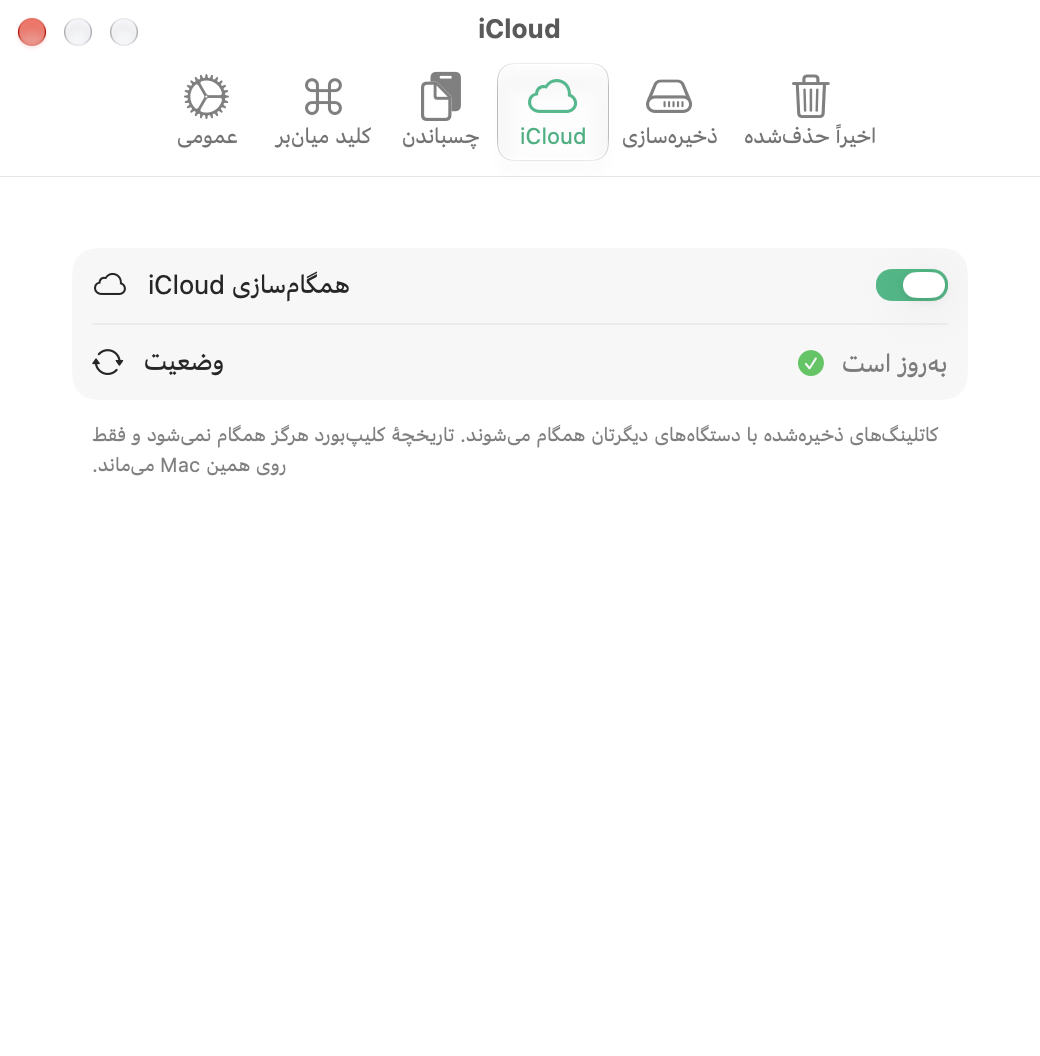 iCloud
عمومی
کلید میان‌بر
چسباندن
iCloud
ذخیره‌سازی
اخیراً حذف‌شده
همگام‌سازی iCloud
وضعیت
به‌روز است
کاتلینگ‌های ذخیره‌شده با دستگاه‌های دیگرتان همگام می‌شوند. تاریخچهٔ کلیپ‌بورد هرگز همگام نمی‌شود و فقط
روی همین Mac می‌ماند.